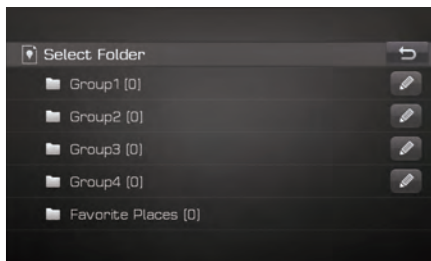 Select Folder
Group1 (0)
Group2 (0)
Group3 (0)
Group4 (0)
Favorite Places (0)